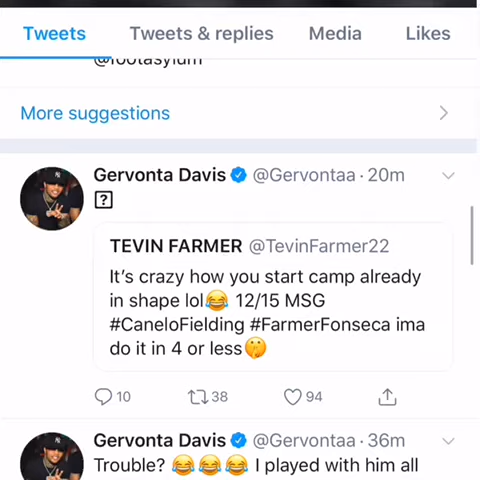 Tweets Tweets & replies Media Likes
@footasylum
More suggestions
Gervonta Davis @Gervontaa · 20m
TEVIN FARMER @TevinFarmer22
It's crazy how you start camp already
in shape lol😂 12/15 MSG
#CaneloFielding #FarmerFonseca ima
do it in 4 or less🤫
10 38 94
Gervonta Davis @Gervontaa · 36m
Trouble? 😂😂😂 I played with him all